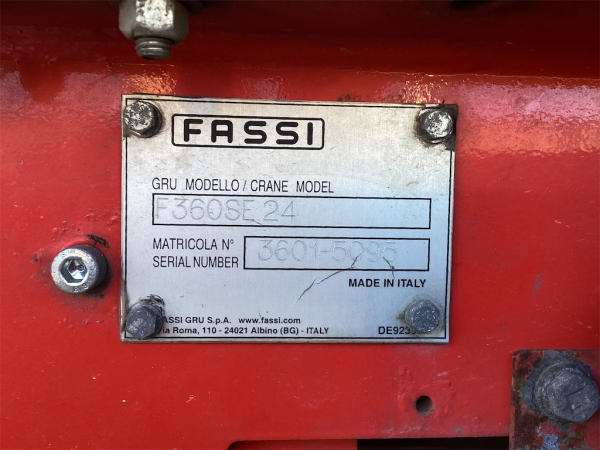 FASSI
GRU MODELLO / CRANE MODEL
F360SE.24
MATRICOLA N° 3601-5095
SERIAL NUMBER
MADE IN ITALY
FASSI GRU S.p.A. www.fassi.com
Via Roma, 110 - 24021 Albino (BG) - ITALY